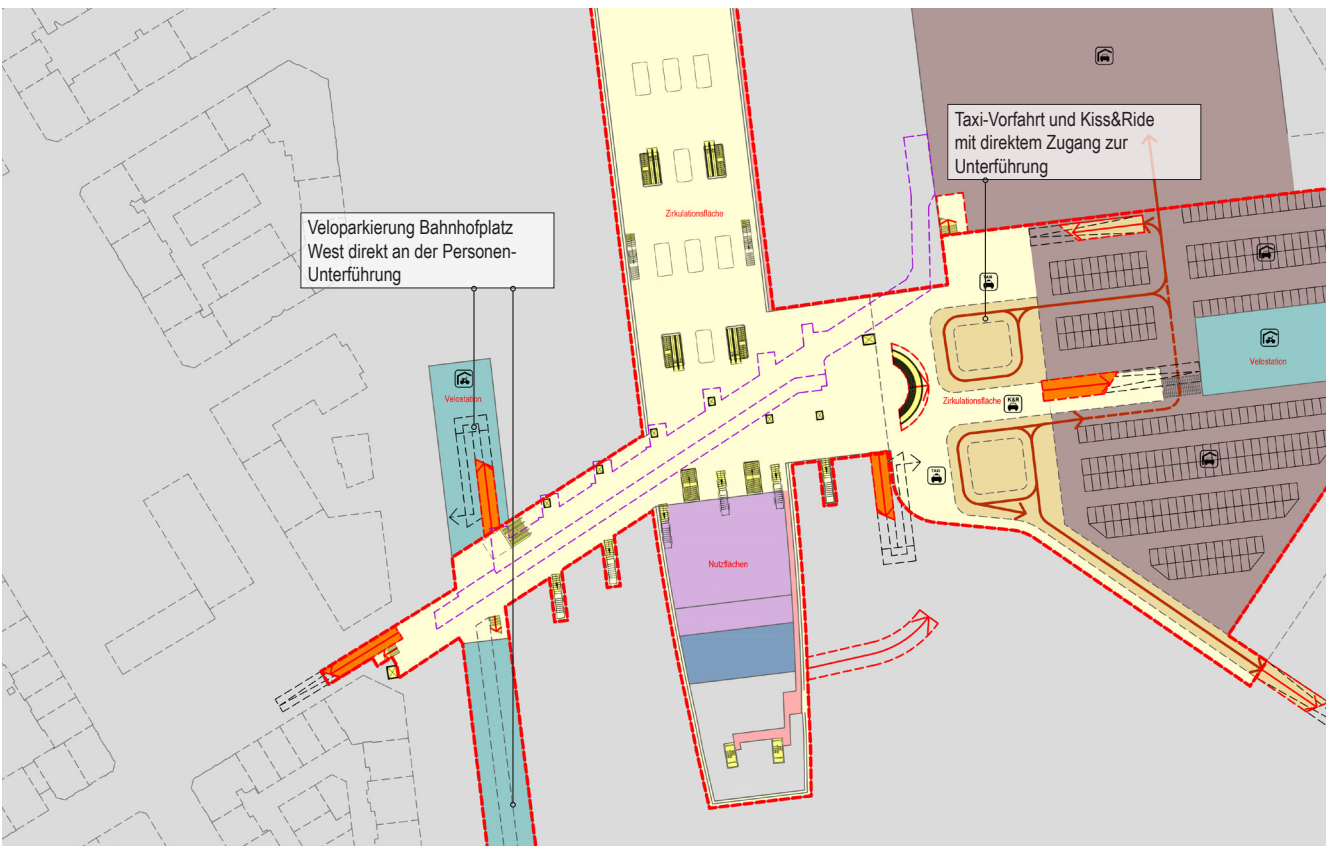 Taxi-Vorfahrt und Kiss&Ride
mit direktem Zugang zur
Unterführung
Veloparkierung Bahnhofplatz
West direkt an der Personen-
Unterführung
Zirkulationsfläche
TAXI
Velostation
Velostation
Zirkulationsfläche
K&R
TAXI
Nutzflächen